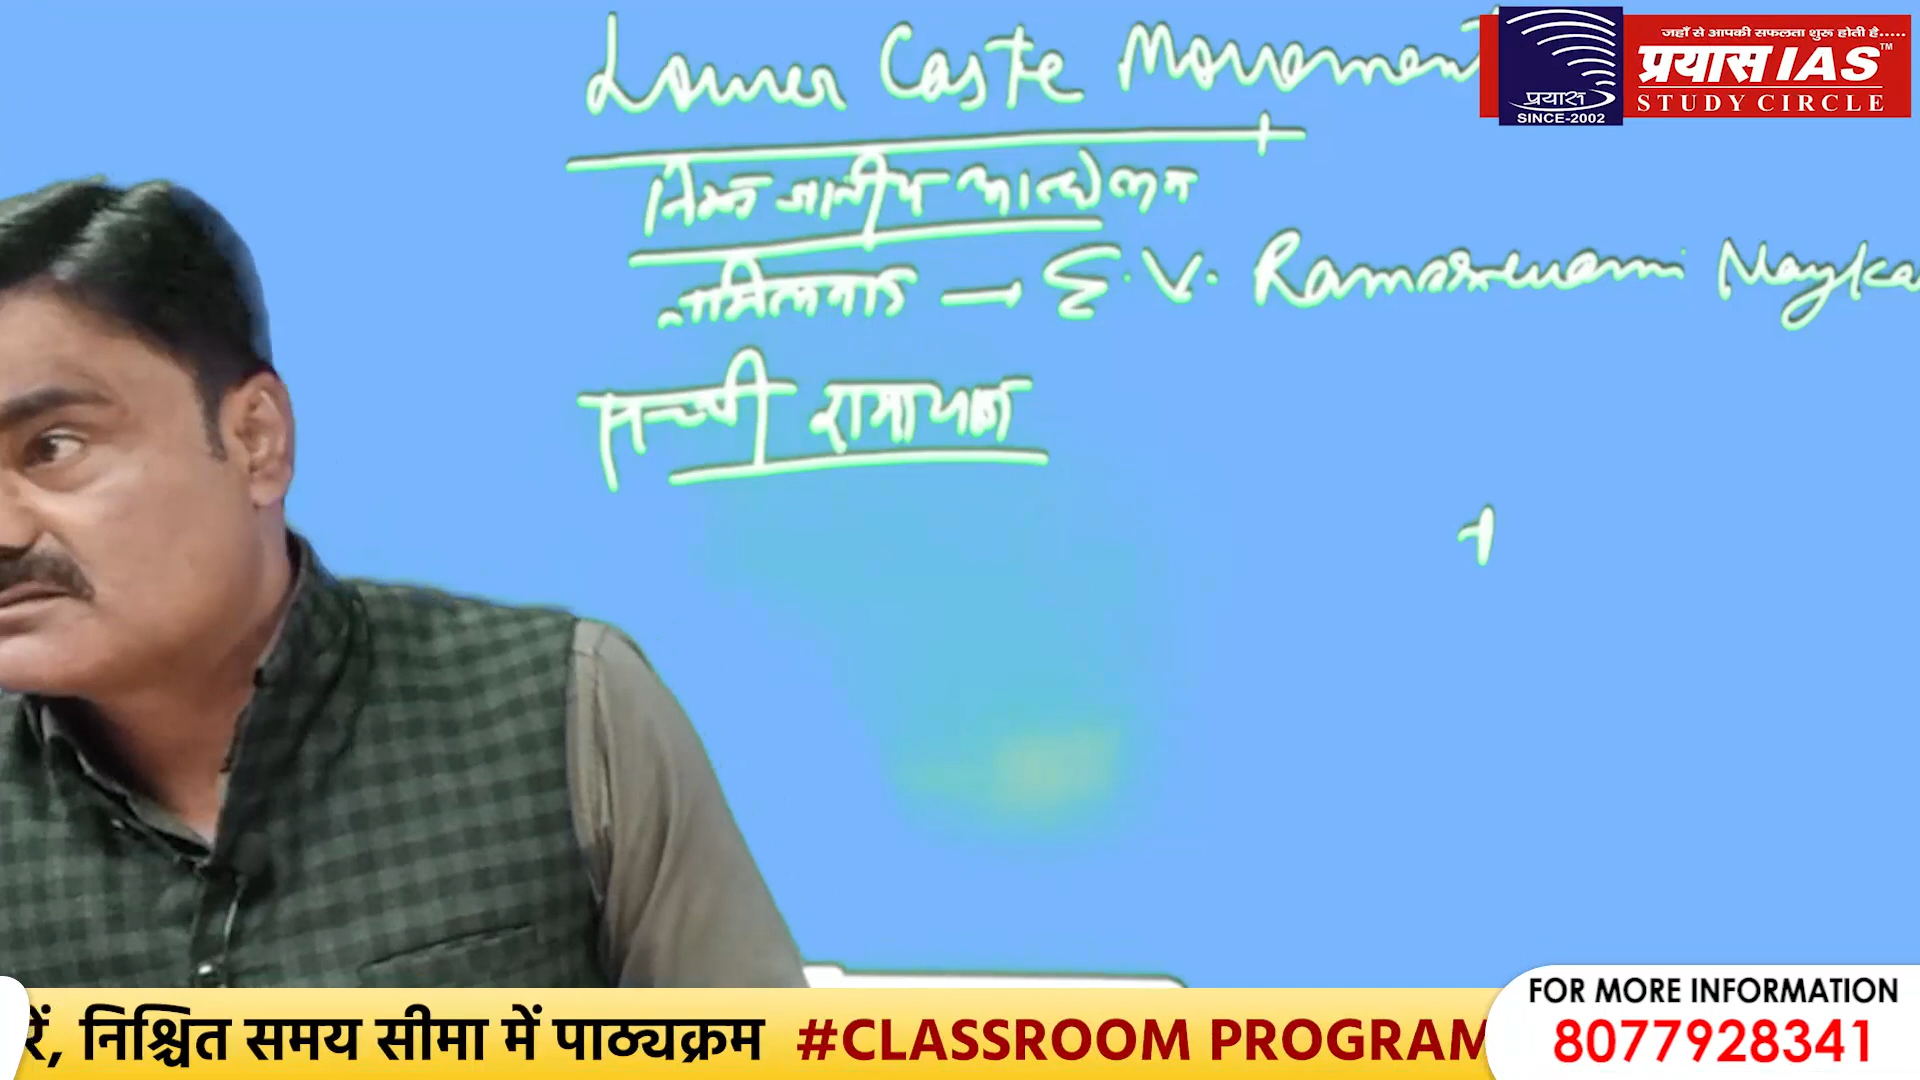 Lower Caste Movement
निम्न जातीय आन्दोलन
तमिलनाड → E. V. Ramaswami Nayka
सच्ची रामायण
जहाँ से आपकी सफलता शुरू होती है.....
प्रयास IAS™
STUDY CIRCLE
प्रयास
SINCE-2002
रें, निश्चित समय सीमा में पाठ्यक्रम #CLASSROOM PROGRAM
FOR MORE INFORMATION
8077928341